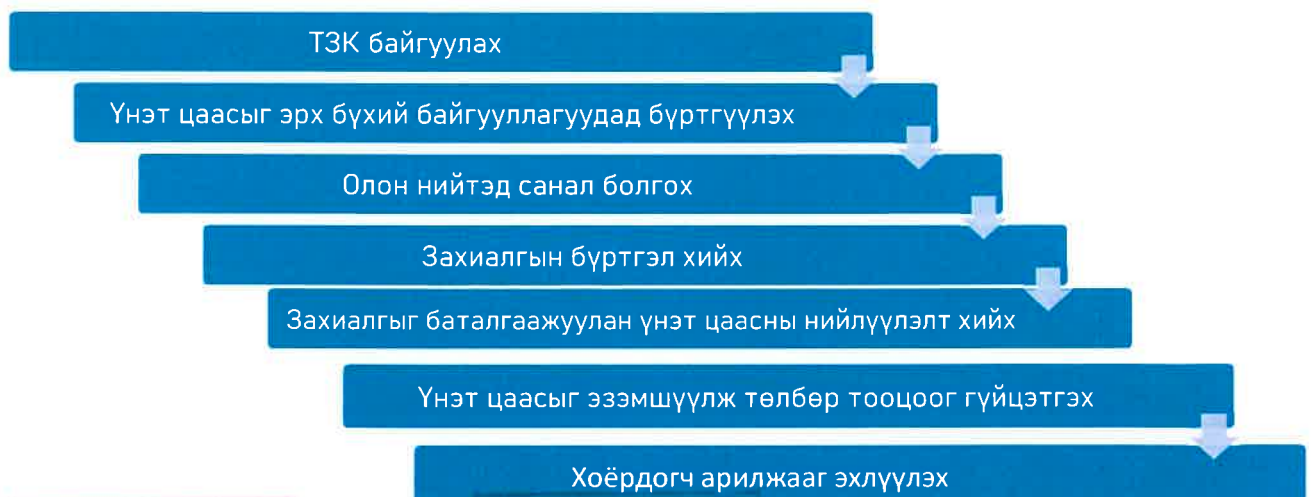 ТЗК байгуулах
Үнэт цаасыг эрх бүхий байгууллагуудад бүртгүүлэх
Олон нийтэд санал болгох
Захиалгын бүртгэл хийх
Захиалгыг баталгаажуулан үнэт цаасны нийлүүлэлт хийх
Үнэт цаасыг эзэмшүүлж төлбөр тооцоог гүйцэтгэх
Хоёрдогч арилжааг эхлүүлэх